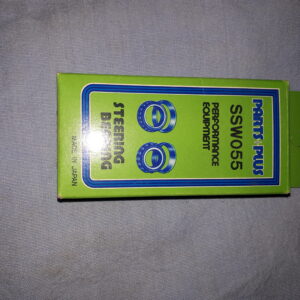 PARTS PLUS
SSW055
PERFORMANCE
EQUIPMENT
STEERING
BEARING
MADE IN JAPAN